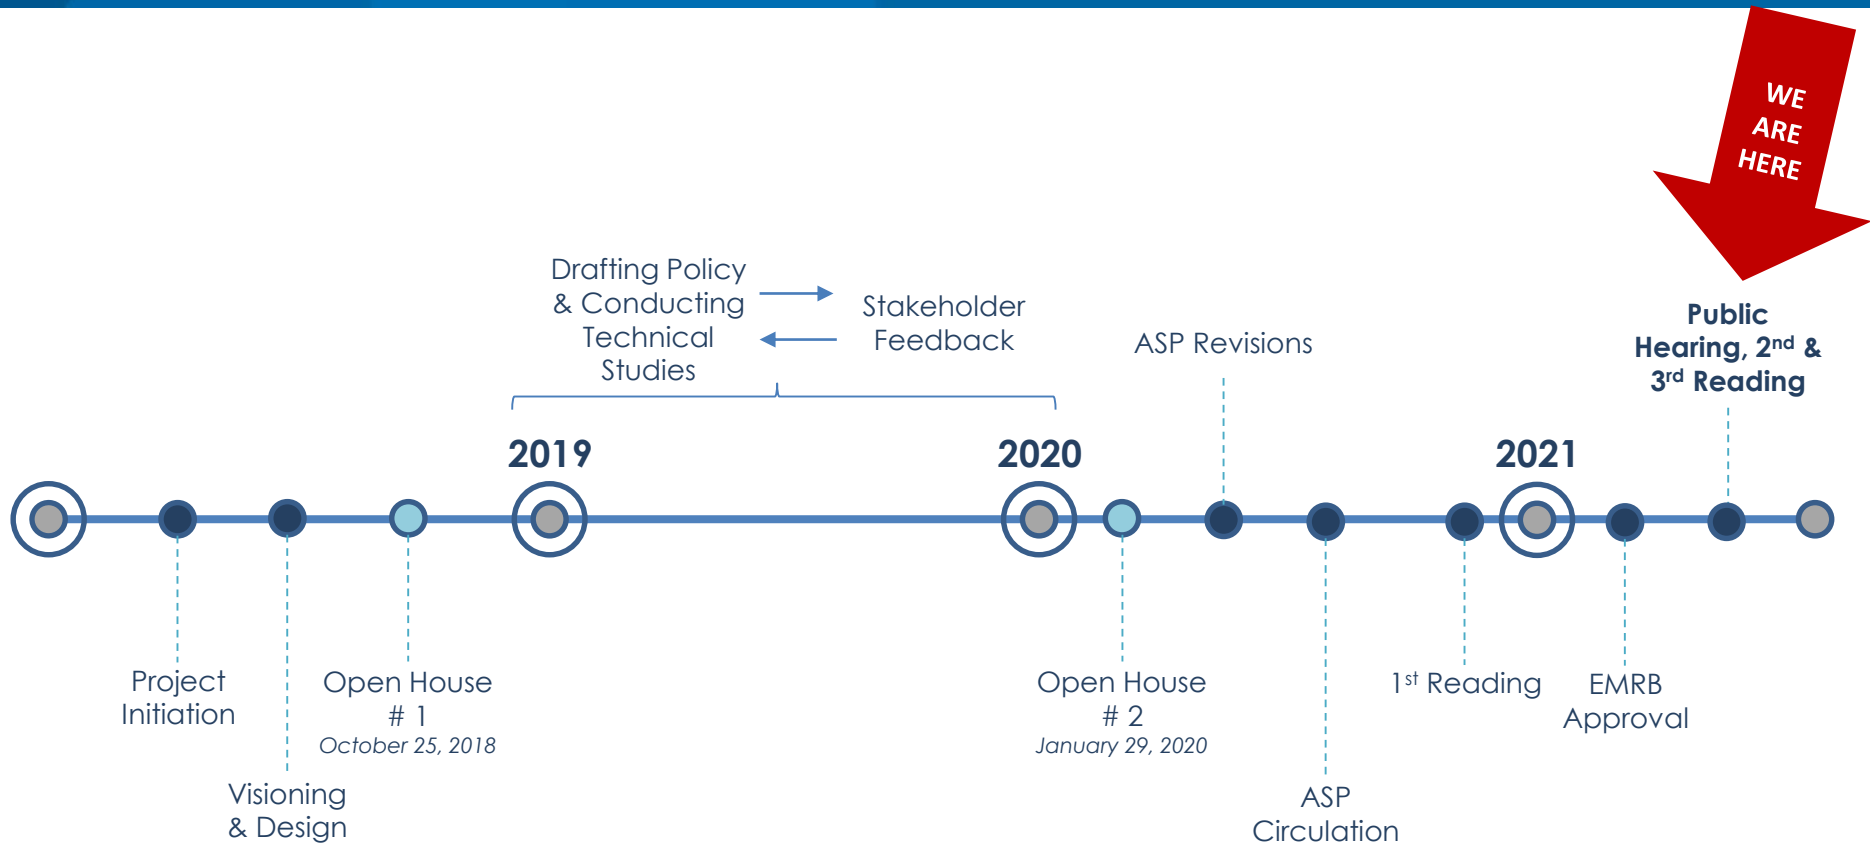 WE
ARE
HERE
Drafting Policy
& Conducting
Technical
Studies
Stakeholder
Feedback
ASP Revisions
Public
Hearing, 2nd &
3rd Reading
2019
2020
2021
Project
Initiation
Visioning
& Design
Open House
# 1
October 25, 2018
Open House
# 2
January 29, 2020
ASP
Circulation
1st Reading
EMRB
Approval